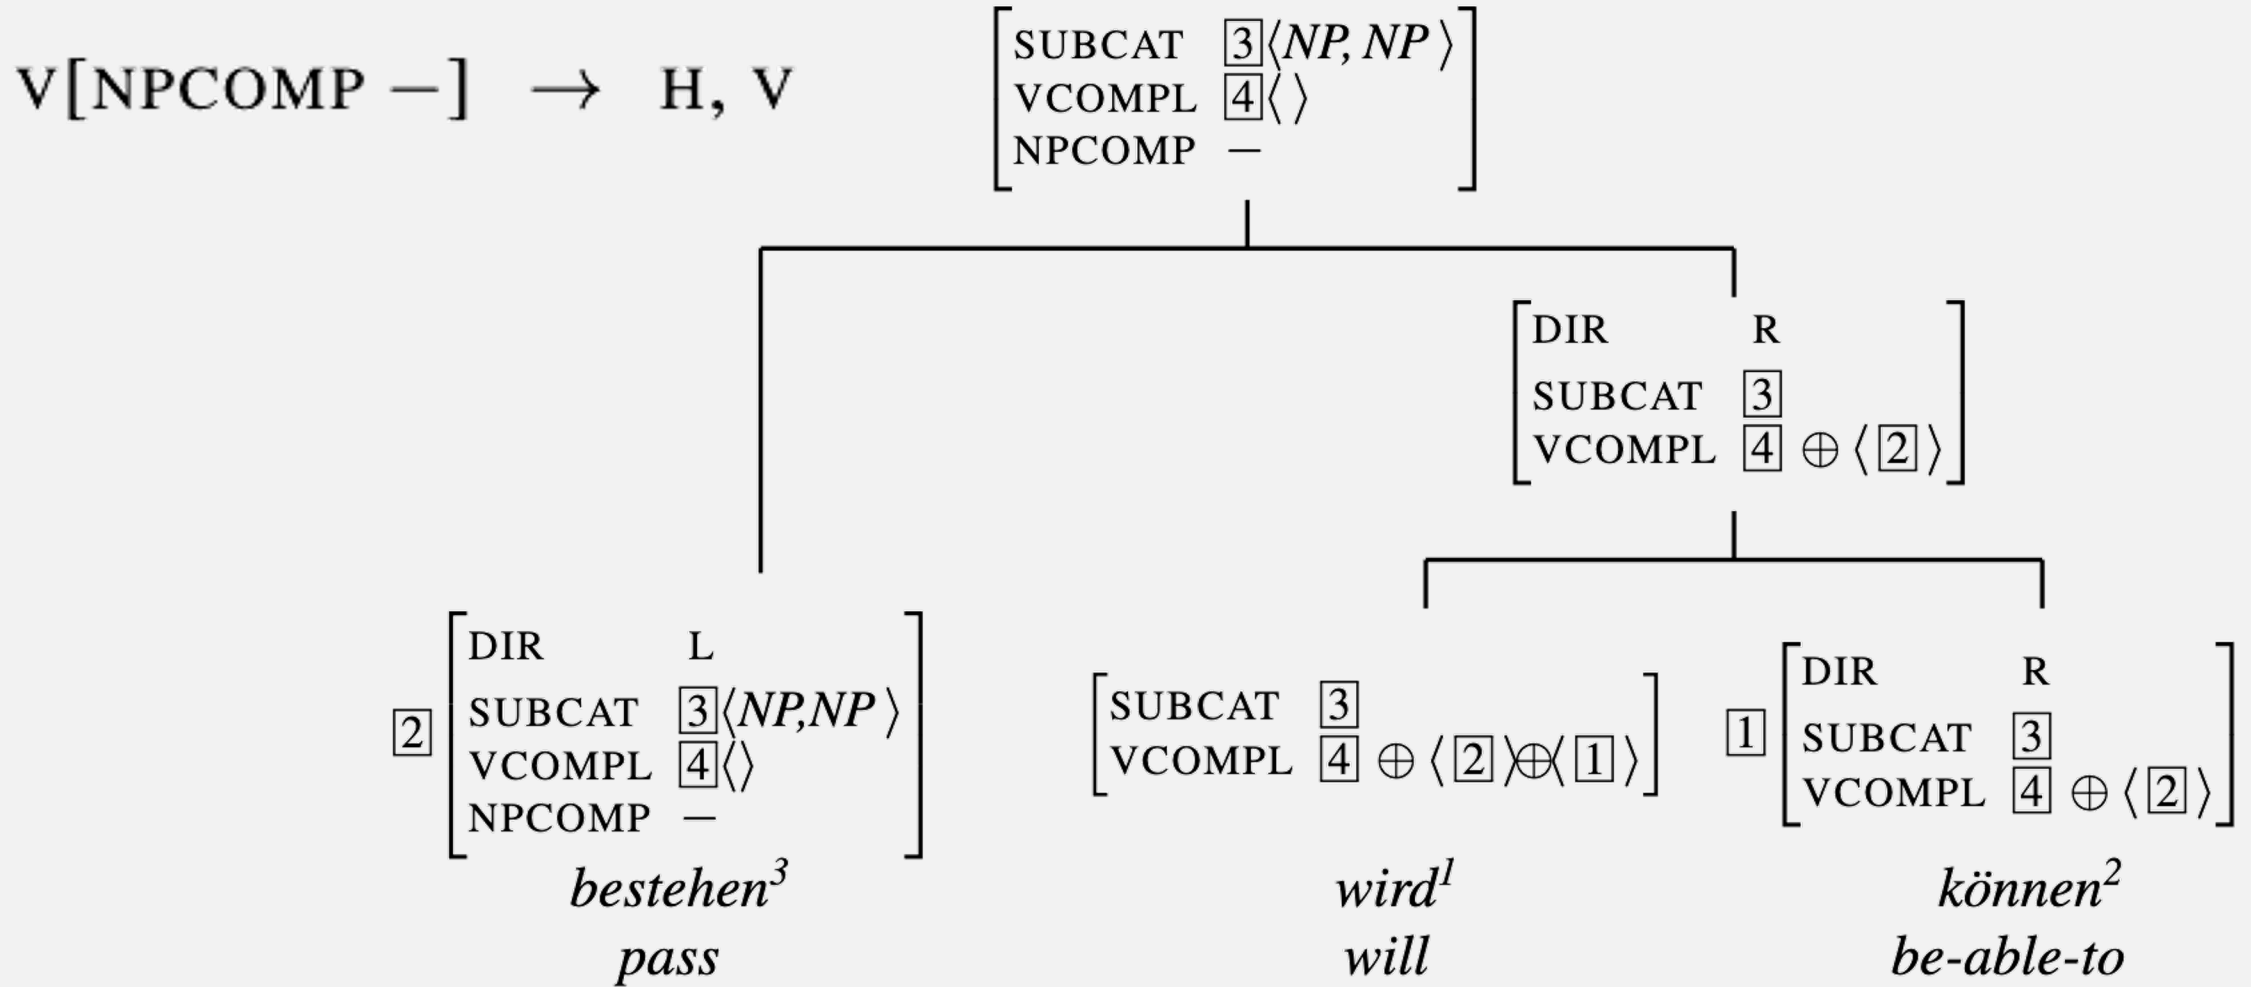 V[NPCOMP −] → H, V
SUBCAT 3⟨NP, NP⟩
VCOMPL 4⟨ ⟩
NPCOMP −
DIR R
SUBCAT 3
VCOMPL 4 ⊕ ⟨ 2 ⟩
2
DIR L
SUBCAT 3⟨NP,NP⟩
VCOMPL 4⟨⟩
NPCOMP −
bestehen³
pass
SUBCAT 3
VCOMPL 4 ⊕ ⟨ 2 ⟩⊕⟨ 1 ⟩
wird¹
will
1
DIR R
SUBCAT 3
VCOMPL 4 ⊕ ⟨ 2 ⟩
können²
be-able-to